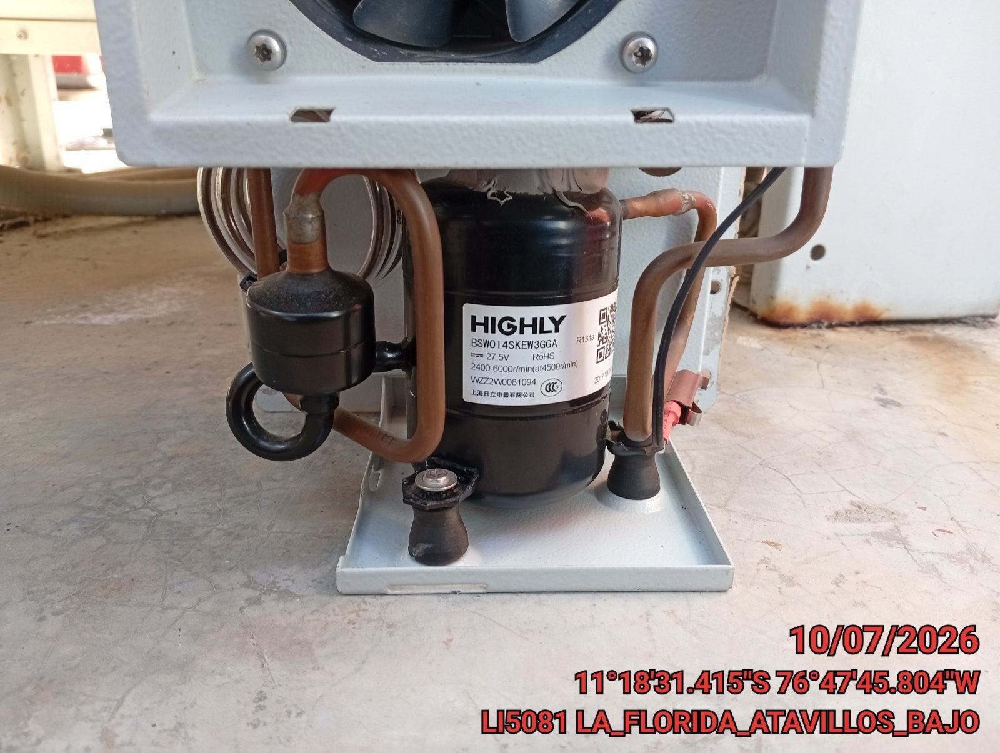 HIGHLY
BSW014SKEW3GGA R134a
27.5V RoHS
2400-6000r/min(at4500r/min)
WZZ2W0081094
上海日立电器有限公司
10/07/2026
11°18'31.415"S 76°47'45.804"W
LI5081 LA_FLORIDA_ATAVILLOS_BAJO